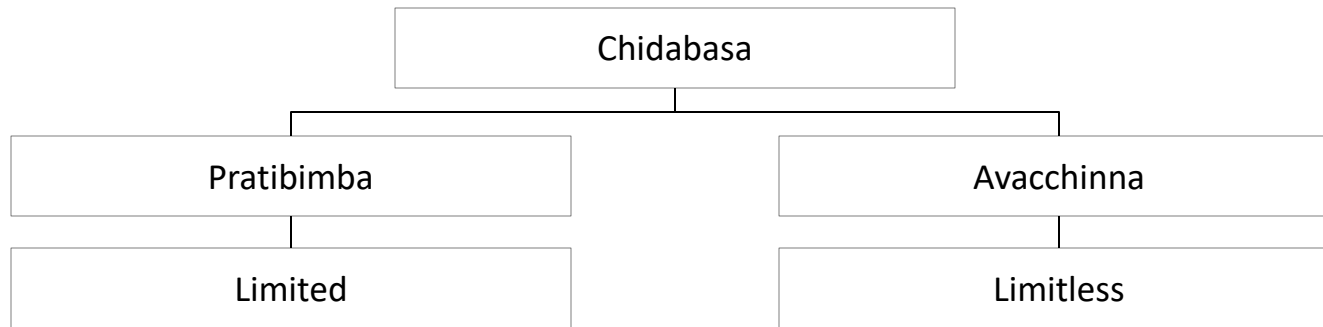 Chidabasa
Pratibimba
Avacchinna
Limited
Limitless